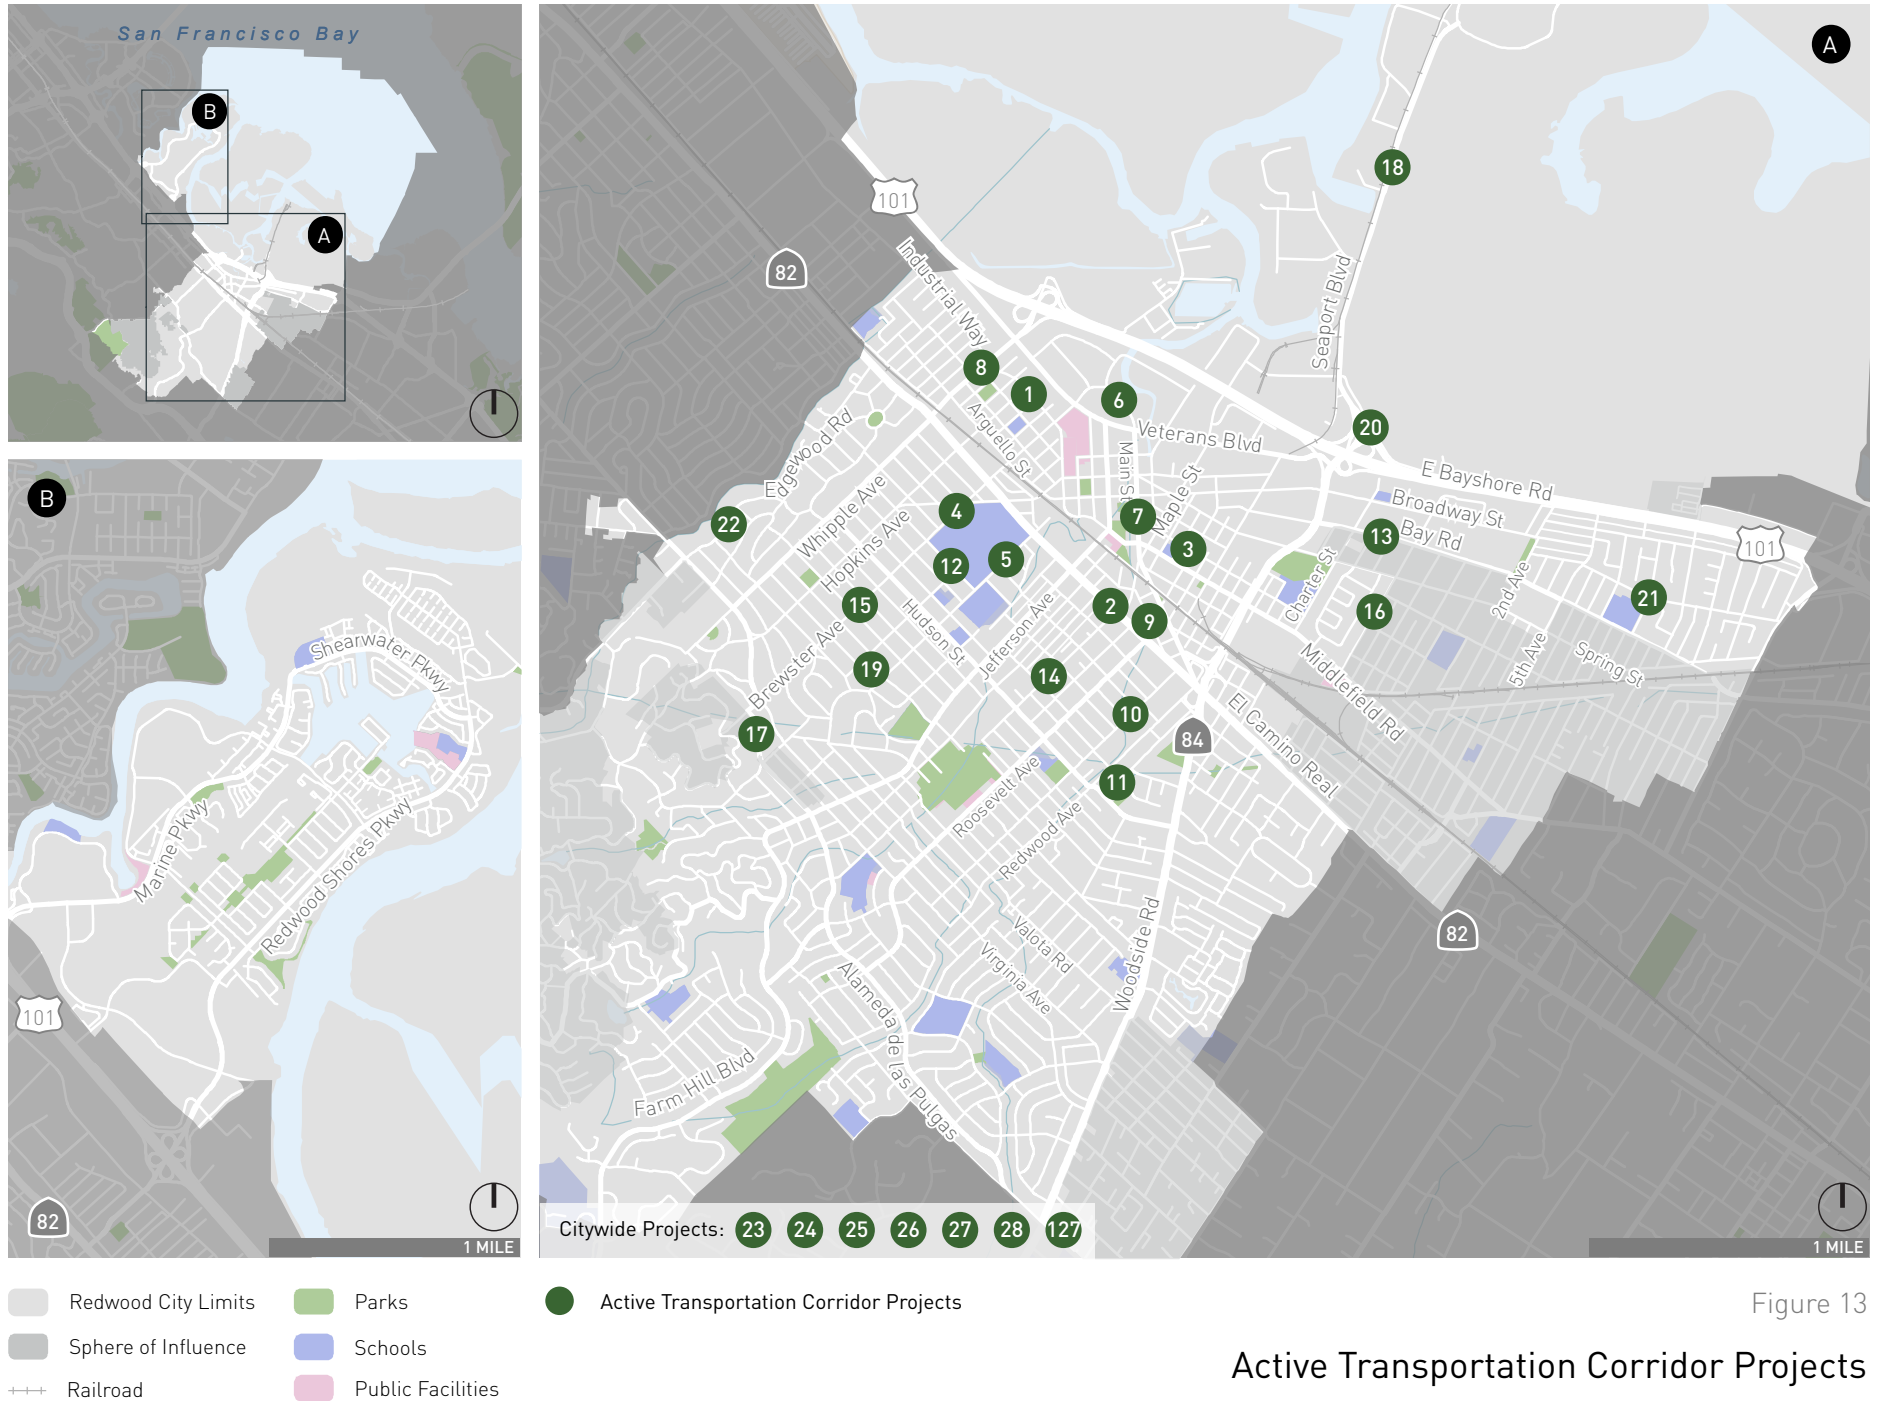 San Francisco Bay
B
A
B
Shearwater Pkwy
Marine Pkwy
Redwood Shores Pkwy
101
82
1 MILE
A
18
101
82
Industrial Way
Seaport Blvd
8
1
6
20
Arguello St
Veterans Blvd
Main St
Edgewood Rd
E Bayshore Rd
Whipple Ave
Maple St
Broadway St
4
7
22
Hopkins Ave
13
Bay Rd
3
101
12
5
Charter St
2nd Ave
15
Hudson St
Jefferson Ave
2
9
16
21
Brewster Ave
19
14
Middlefield Rd
5th Ave
Spring St
17
10
84
El Camino Real
11
Roosevelt Ave
Redwood Ave
82
Valota Rd
Virginia Ave
Woodside Rd
Alameda de las Pulgas
Farm Hill Blvd
Citywide Projects: 23 24 25 26 27 28 127
1 MILE
Redwood City Limits
Sphere of Influence
Railroad
Parks
Schools
Public Facilities
Active Transportation Corridor Projects
Figure 13
Active Transportation Corridor Projects